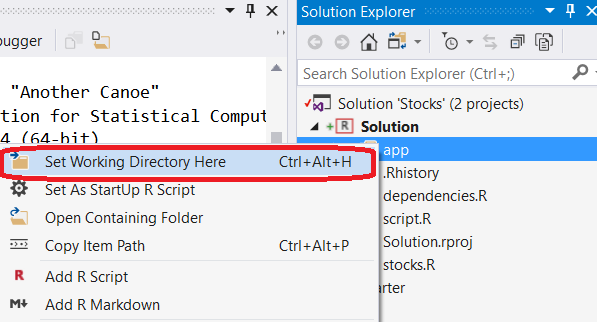 bugger
Solution Explorer
Search Solution Explorer (Ctrl+;)
"Another Canoe"
tion for Statistical Comput
4 (64-bit)
Solution 'Stocks' (2 projects)
R Solution
app
.Rhistory
dependencies.R
script.R
Solution.rproj
stocks.R
arter
Set Working Directory Here Ctrl+Alt+H
Set As StartUp R Script
Open Containing Folder
Copy Item Path Ctrl+Alt+P
R Add R Script
M Add R Markdown